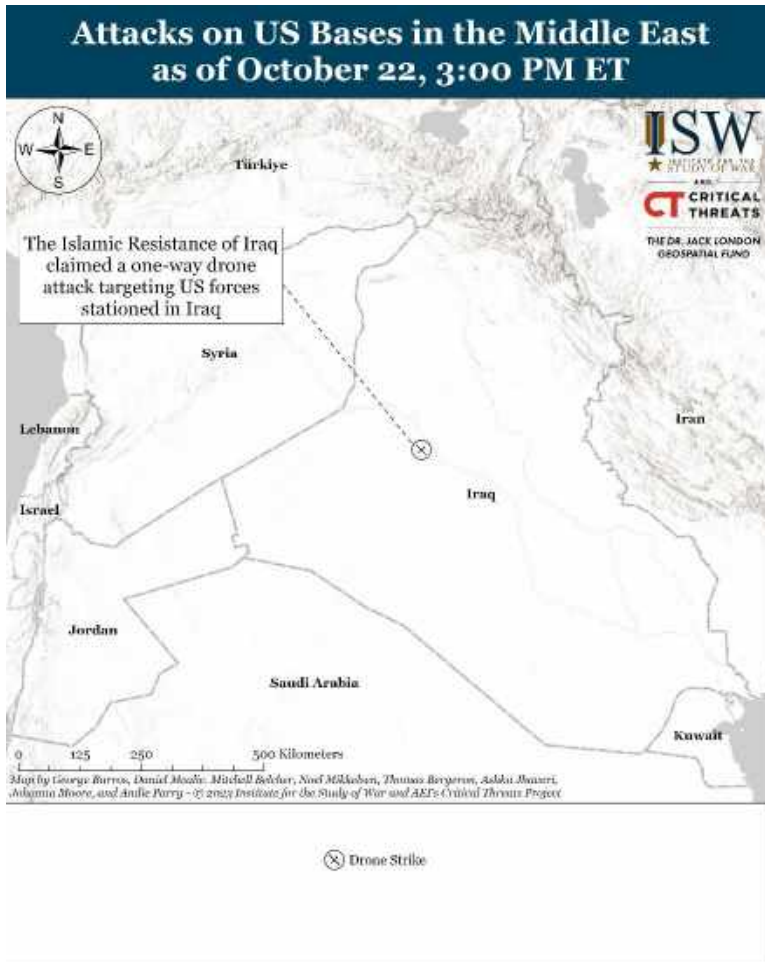 Attacks on US Bases in the Middle East
as of October 22, 3:00 PM ET
N
W E
S
ISW
INSTITUTE FOR THE
STUDY OF WAR
AND
CT CRITICAL
THREATS
THE DR. JACK LONDON
GEOSPATIAL FUND
Türkiye
The Islamic Resistance of Iraq
claimed a one-way drone
attack targeting US forces
stationed in Iraq
Syria
Lebanon
Iran
Iraq
Israel
Jordan
Saudi Arabia
Kuwait
0 125 250 500 Kilometers
Map by George Barros, Daniel Mealie, Mitchell Belcher, Noel Mikkelsen, Thomas Bergeron, Ashka Jhaveri,
Johanna Moore, and Andie Parry - © 2023 Institute for the Study of War and AEI's Critical Threats Project
Drone Strike